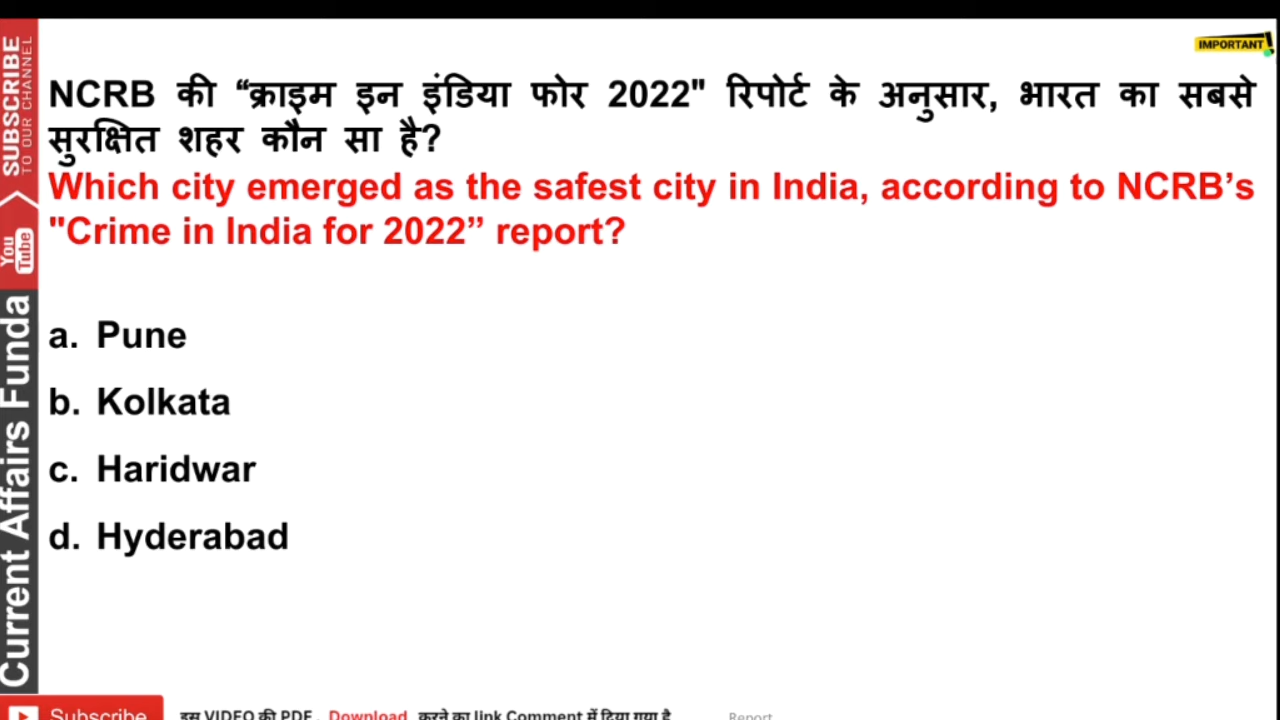 IMPORTANT!
NCRB की “क्राइम इन इंडिया फोर 2022" रिपोर्ट के अनुसार, भारत का सबसे
सुरक्षित शहर कौन सा है?
Which city emerged as the safest city in India, according to NCRB’s
"Crime in India for 2022” report?
a. Pune
b. Kolkata
c. Haridwar
d. Hyderabad
SUBSCRIBE
TO OUR CHANNEL
You Tube
Current Affairs Funda
Subscribe
इस VIDEO की PDF , Download करने का link Comment में दिया गया है
Report